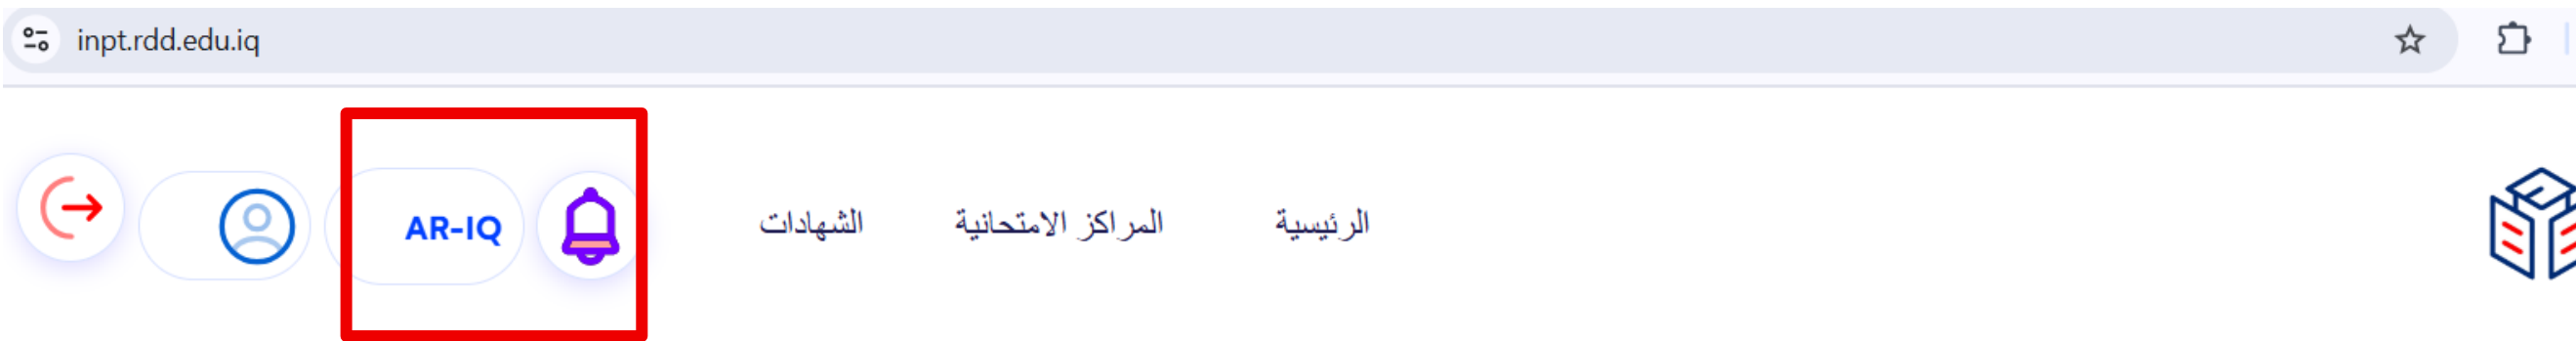 inpt.rdd.edu.iq
الرئيسية المراكز الامتحانية الشهادات AR-IQ